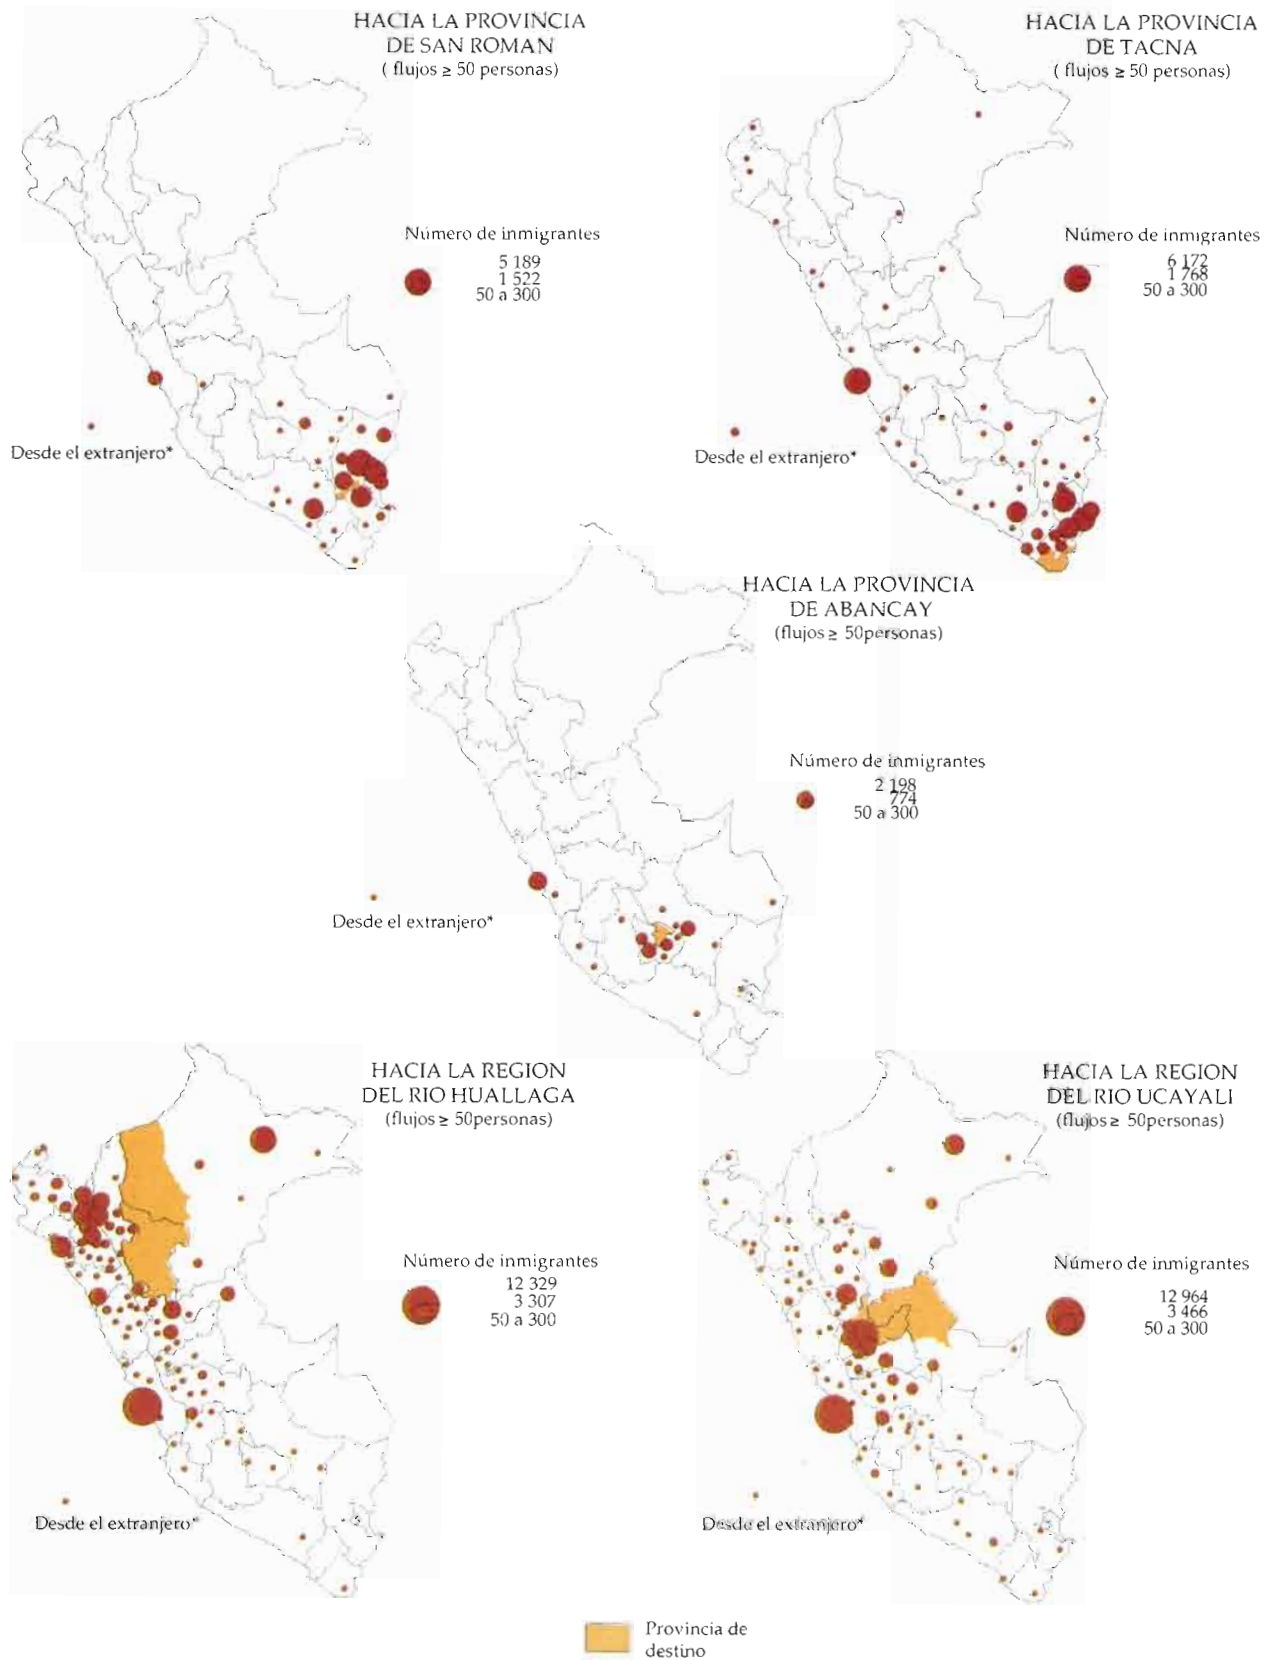 HACIA LA PROVINCIA
DE SAN ROMAN
( flujos ≥ 50 personas)
Número de inmigrantes
5 189
1 522
50 a 300
Desde el extranjero*
HACIA LA PROVINCIA
DE TACNA
( flujos ≥ 50 personas)
Número de inmigrantes
6 172
1 768
50 a 300
Desde el extranjero*
HACIA LA PROVINCIA
DE ABANCAY
(flujos ≥ 50personas)
Número de inmigrantes
2 198
774
50 a 300
Desde el extranjero*
HACIA LA REGION
DEL RIO HUALLAGA
(flujos ≥ 50personas)
Número de inmigrantes
12 329
3 307
50 a 300
Desde el extranjero*
HACIA LA REGION
DEL RIO UCAYALI
(flujos ≥ 50personas)
Número de inmigrantes
12 964
3 466
50 a 300
Desde el extranjero*
Provincia de
destino